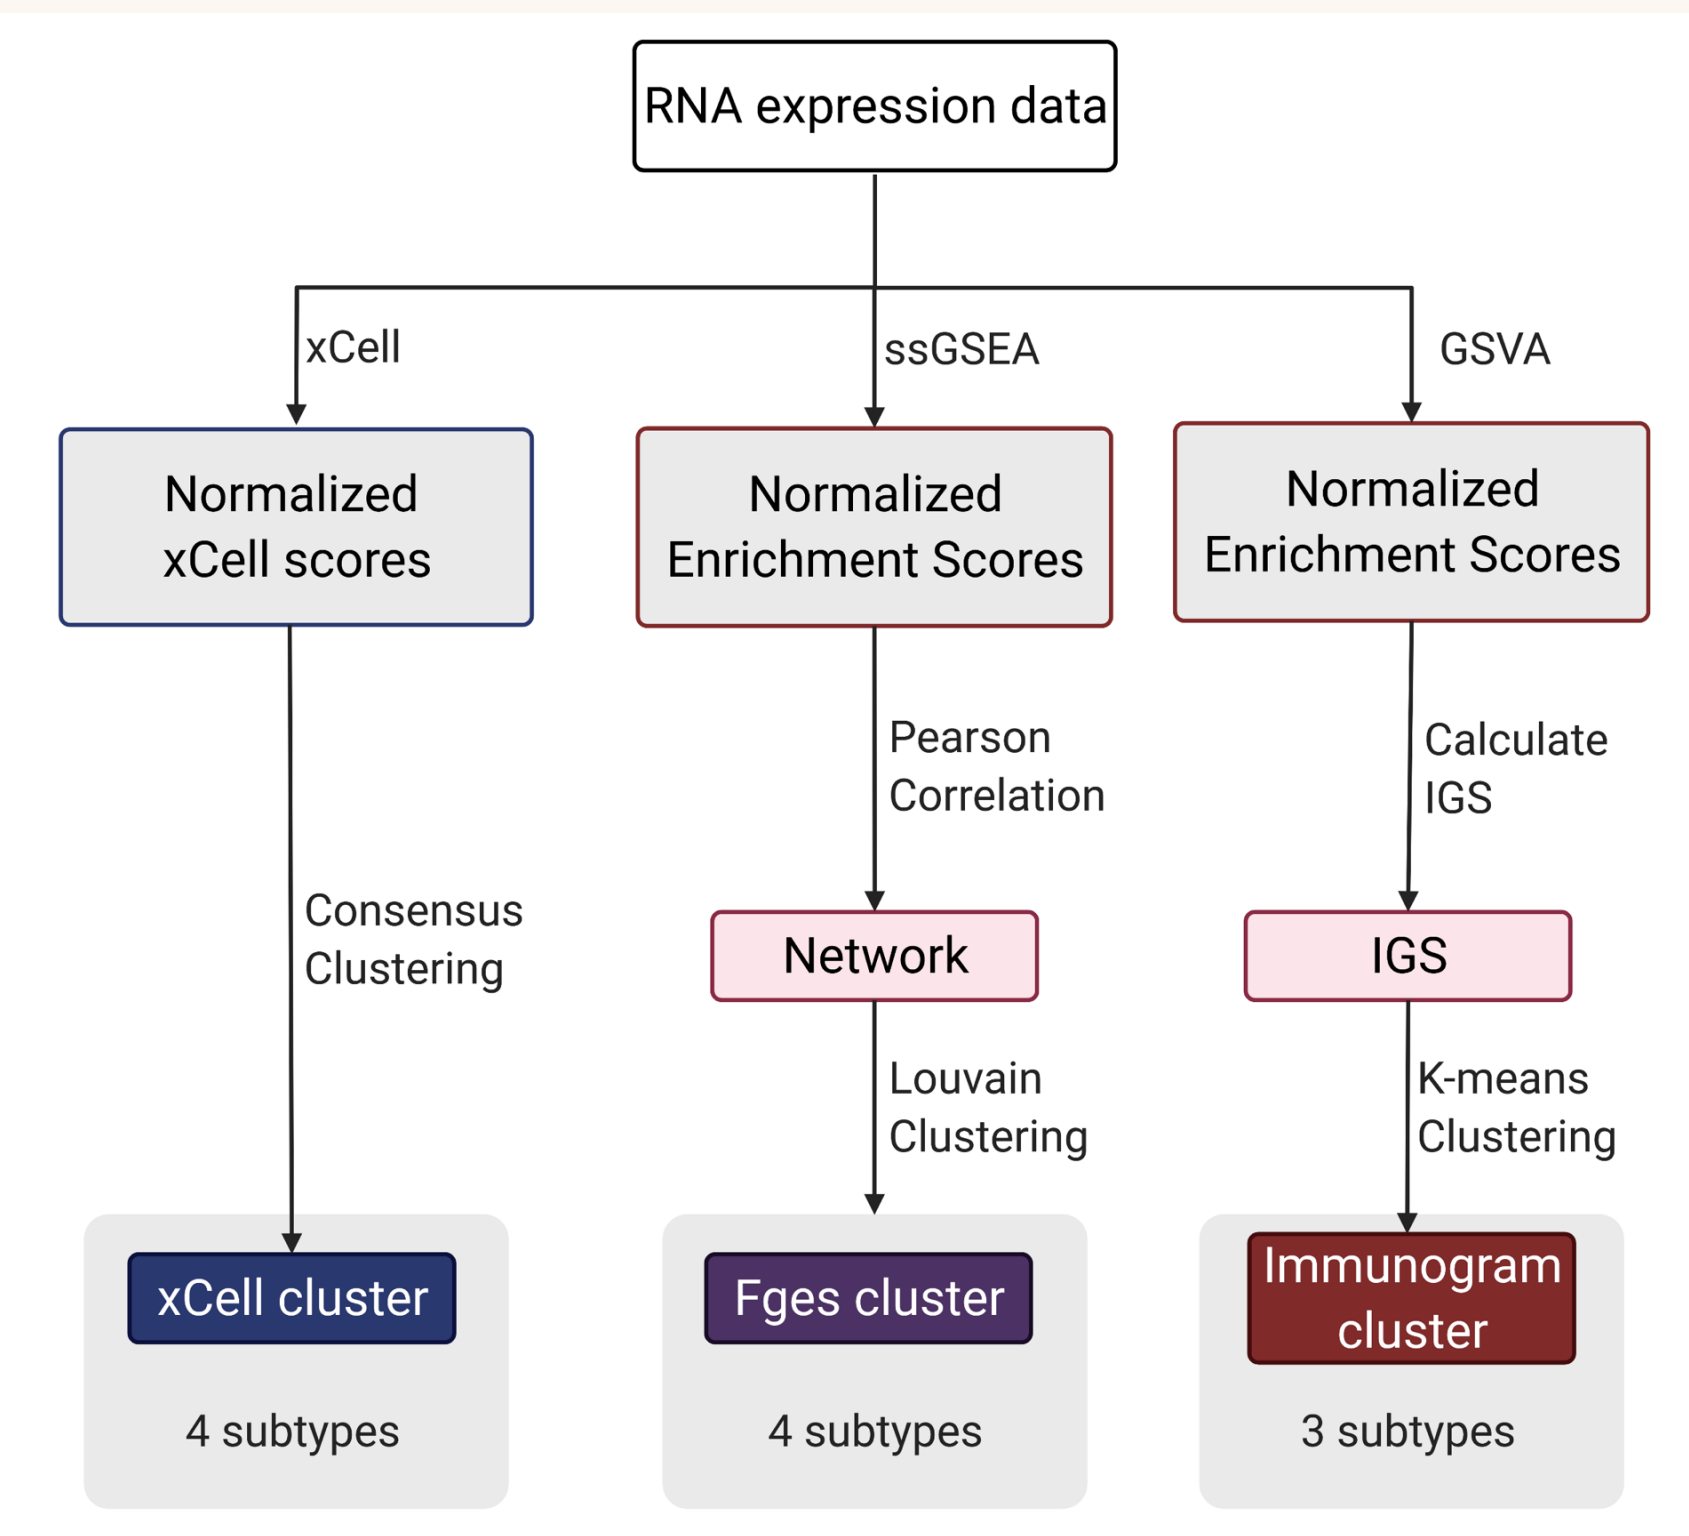 RNA expression data
xCell
ssGSEA
GSVA
Normalized
xCell scores
Normalized
Enrichment Scores
Normalized
Enrichment Scores
Pearson
Correlation
Calculate
IGS
Consensus
Clustering
Network
IGS
Louvain
Clustering
K-means
Clustering
xCell cluster
Fges cluster
Immunogram
cluster
4 subtypes
4 subtypes
3 subtypes